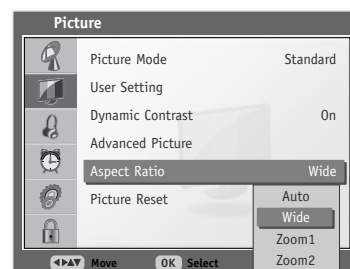 Picture
Picture Mode Standard
User Setting
Dynamic Contrast On
Advanced Picture
Aspect Ratio Wide
Picture Reset
Auto
Wide
Zoom1
Zoom2
Move OK Select